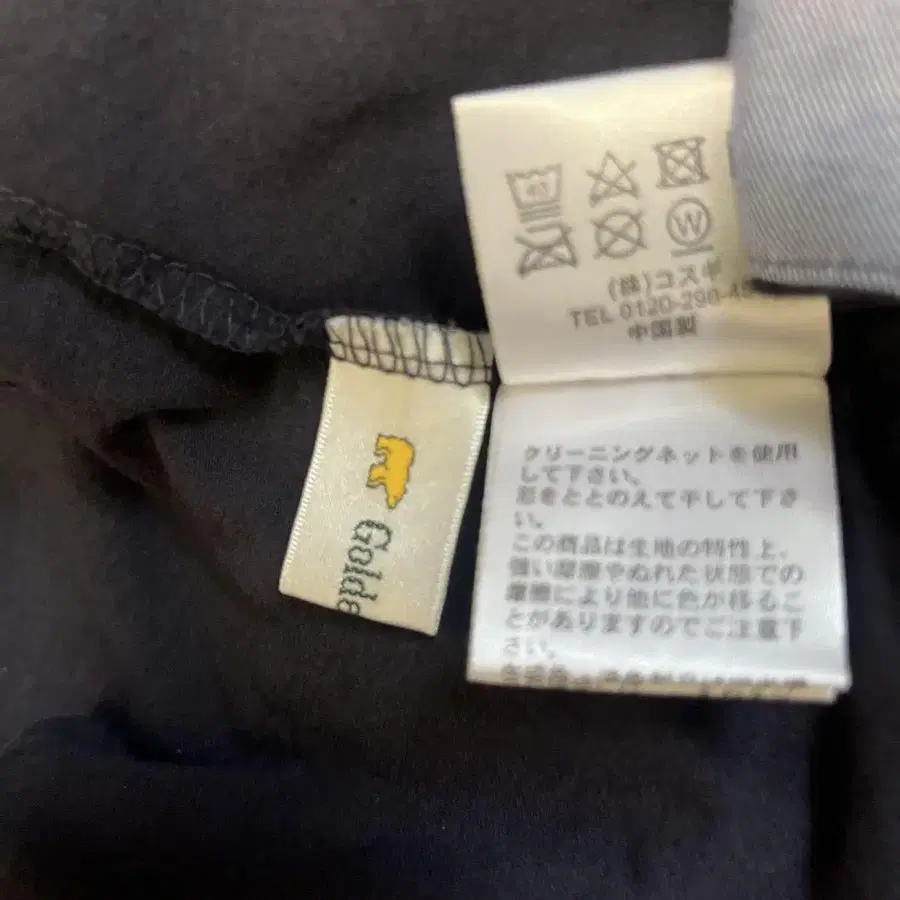 W
(株)コスギ
TEL 0120-290-4
中国製
Golde
クリーニングネットを使用
して下さい。
形をととのえて干して下さ
い。
この商品は生地の特性上、
強い摩擦やぬれた状態での
摩擦により他に色が移るこ
とがありますのでご注意下
さい。